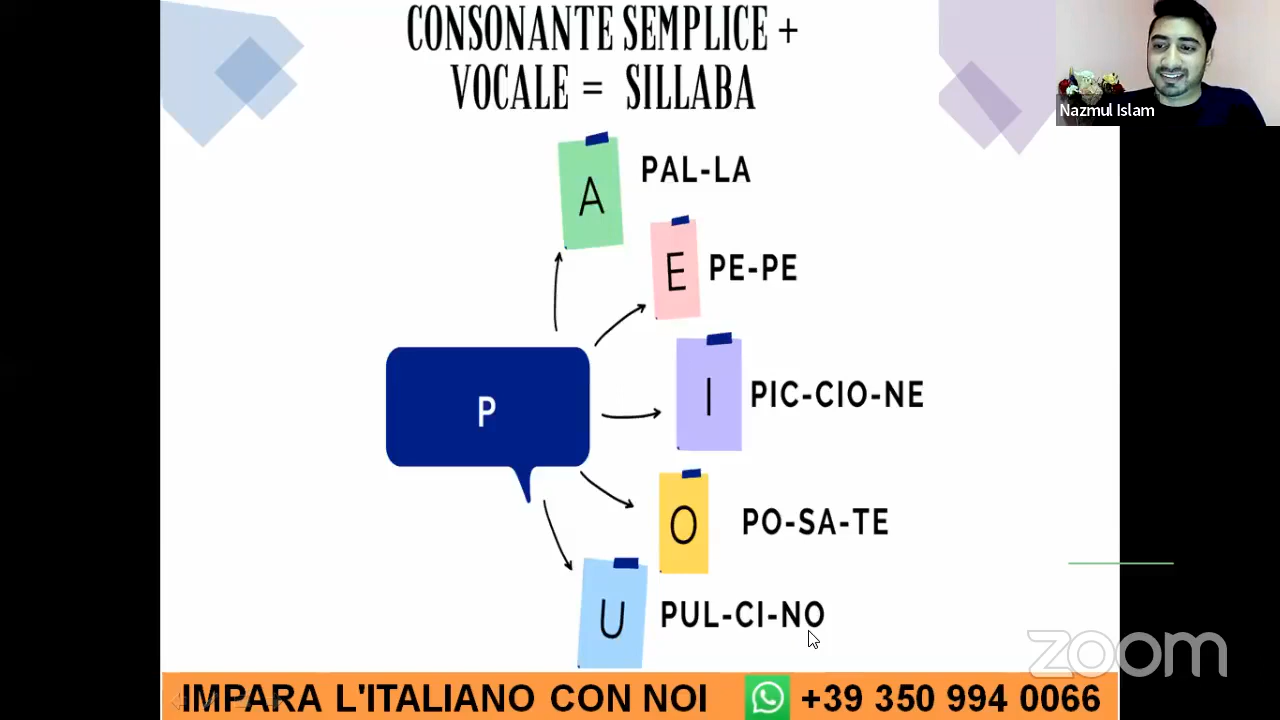 CONSONANTE SEMPLICE +
VOCALE = SILLABA
Nazmul Islam
A
PAL-LA
E
PE-PE
P
I
PIC-CIO-NE
O
PO-SA-TE
U
PUL-CI-NO
zoom
IMPARA L'ITALIANO CON NOI
+39 350 994 0066